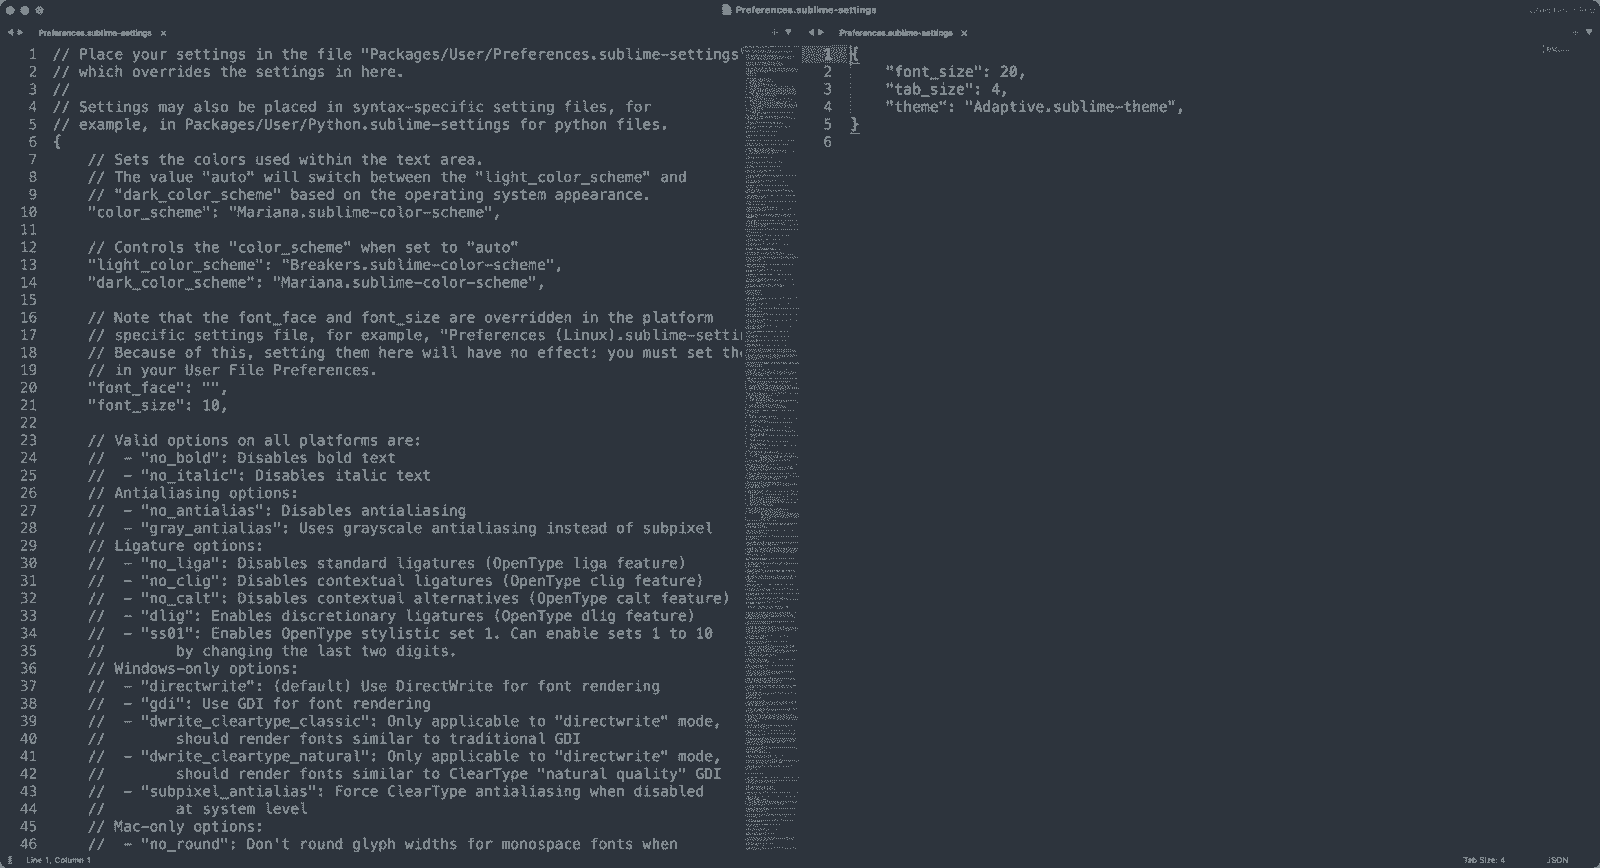 Preferences.sublime-settings
Preferences.sublime-settings ×
1 // Place your settings in the file "Packages/User/Preferences.sublime-settings"
2 // which overrides the settings in here.
3 //
4 // Settings may also be placed in syntax-specific setting files, for
5 // example, in Packages/User/Python.sublime-settings for python files.
6 {
7 // Sets the colors used within the text area.
8 // The value "auto" will switch between the "light_color_scheme" and
9 // "dark_color_scheme" based on the operating system appearance.
10 "color_scheme": "Mariana.sublime-color-scheme",
11
12 // Controls the "color_scheme" when set to "auto"
13 "light_color_scheme": "Breakers.sublime-color-scheme",
14 "dark_color_scheme": "Mariana.sublime-color-scheme",
15
16 // Note that the font_face and font_size are overridden in the platform
17 // specific settings file, for example, "Preferences (Linux).sublime-setti
18 // Because of this, setting them here will have no effect: you must set th
19 // in your User File Preferences.
20 "font_face": "",
21 "font_size": 10,
22
23 // Valid options on all platforms are:
24 // - "no_bold": Disables bold text
25 // - "no_italic": Disables italic text
26 // Antialiasing options:
27 // - "no_antialias": Disables antialiasing
28 // - "gray_antialias": Uses grayscale antialiasing instead of subpixel
29 // Ligature options:
30 // - "no_liga": Disables standard ligatures (OpenType liga feature)
31 // - "no_clig": Disables contextual ligatures (OpenType clig feature)
32 // - "no_calt": Disables contextual alternatives (OpenType calt feature)
33 // - "dlig": Enables discretionary ligatures (OpenType dlig feature)
34 // - "ss01": Enables OpenType stylistic set 1. Can enable sets 1 to 10
35 // by changing the last two digits.
36 // Windows-only options:
37 // - "directwrite": (default) Use DirectWrite for font rendering
38 // - "gdi": Use GDI for font rendering
39 // - "dwrite_cleartype_classic": Only applicable to "directwrite" mode,
40 // should render fonts similar to traditional GDI
41 // - "dwrite_cleartype_natural": Only applicable to "directwrite" mode,
42 // should render fonts similar to ClearType "natural quality" GDI
43 // - "subpixel_antialias": Force ClearType antialiasing when disabled
44 // at system level
45 // Mac-only options:
46 // - "no_round": Don't round glyph widths for monospace fonts when
Preferences.sublime-settings ×
1 {
2 "font_size": 20,
3 "tab_size": 4,
4 "theme": "Adaptive.sublime-theme",
5 }
6
Line 1, Column 1
Tab Size: 4
JSON